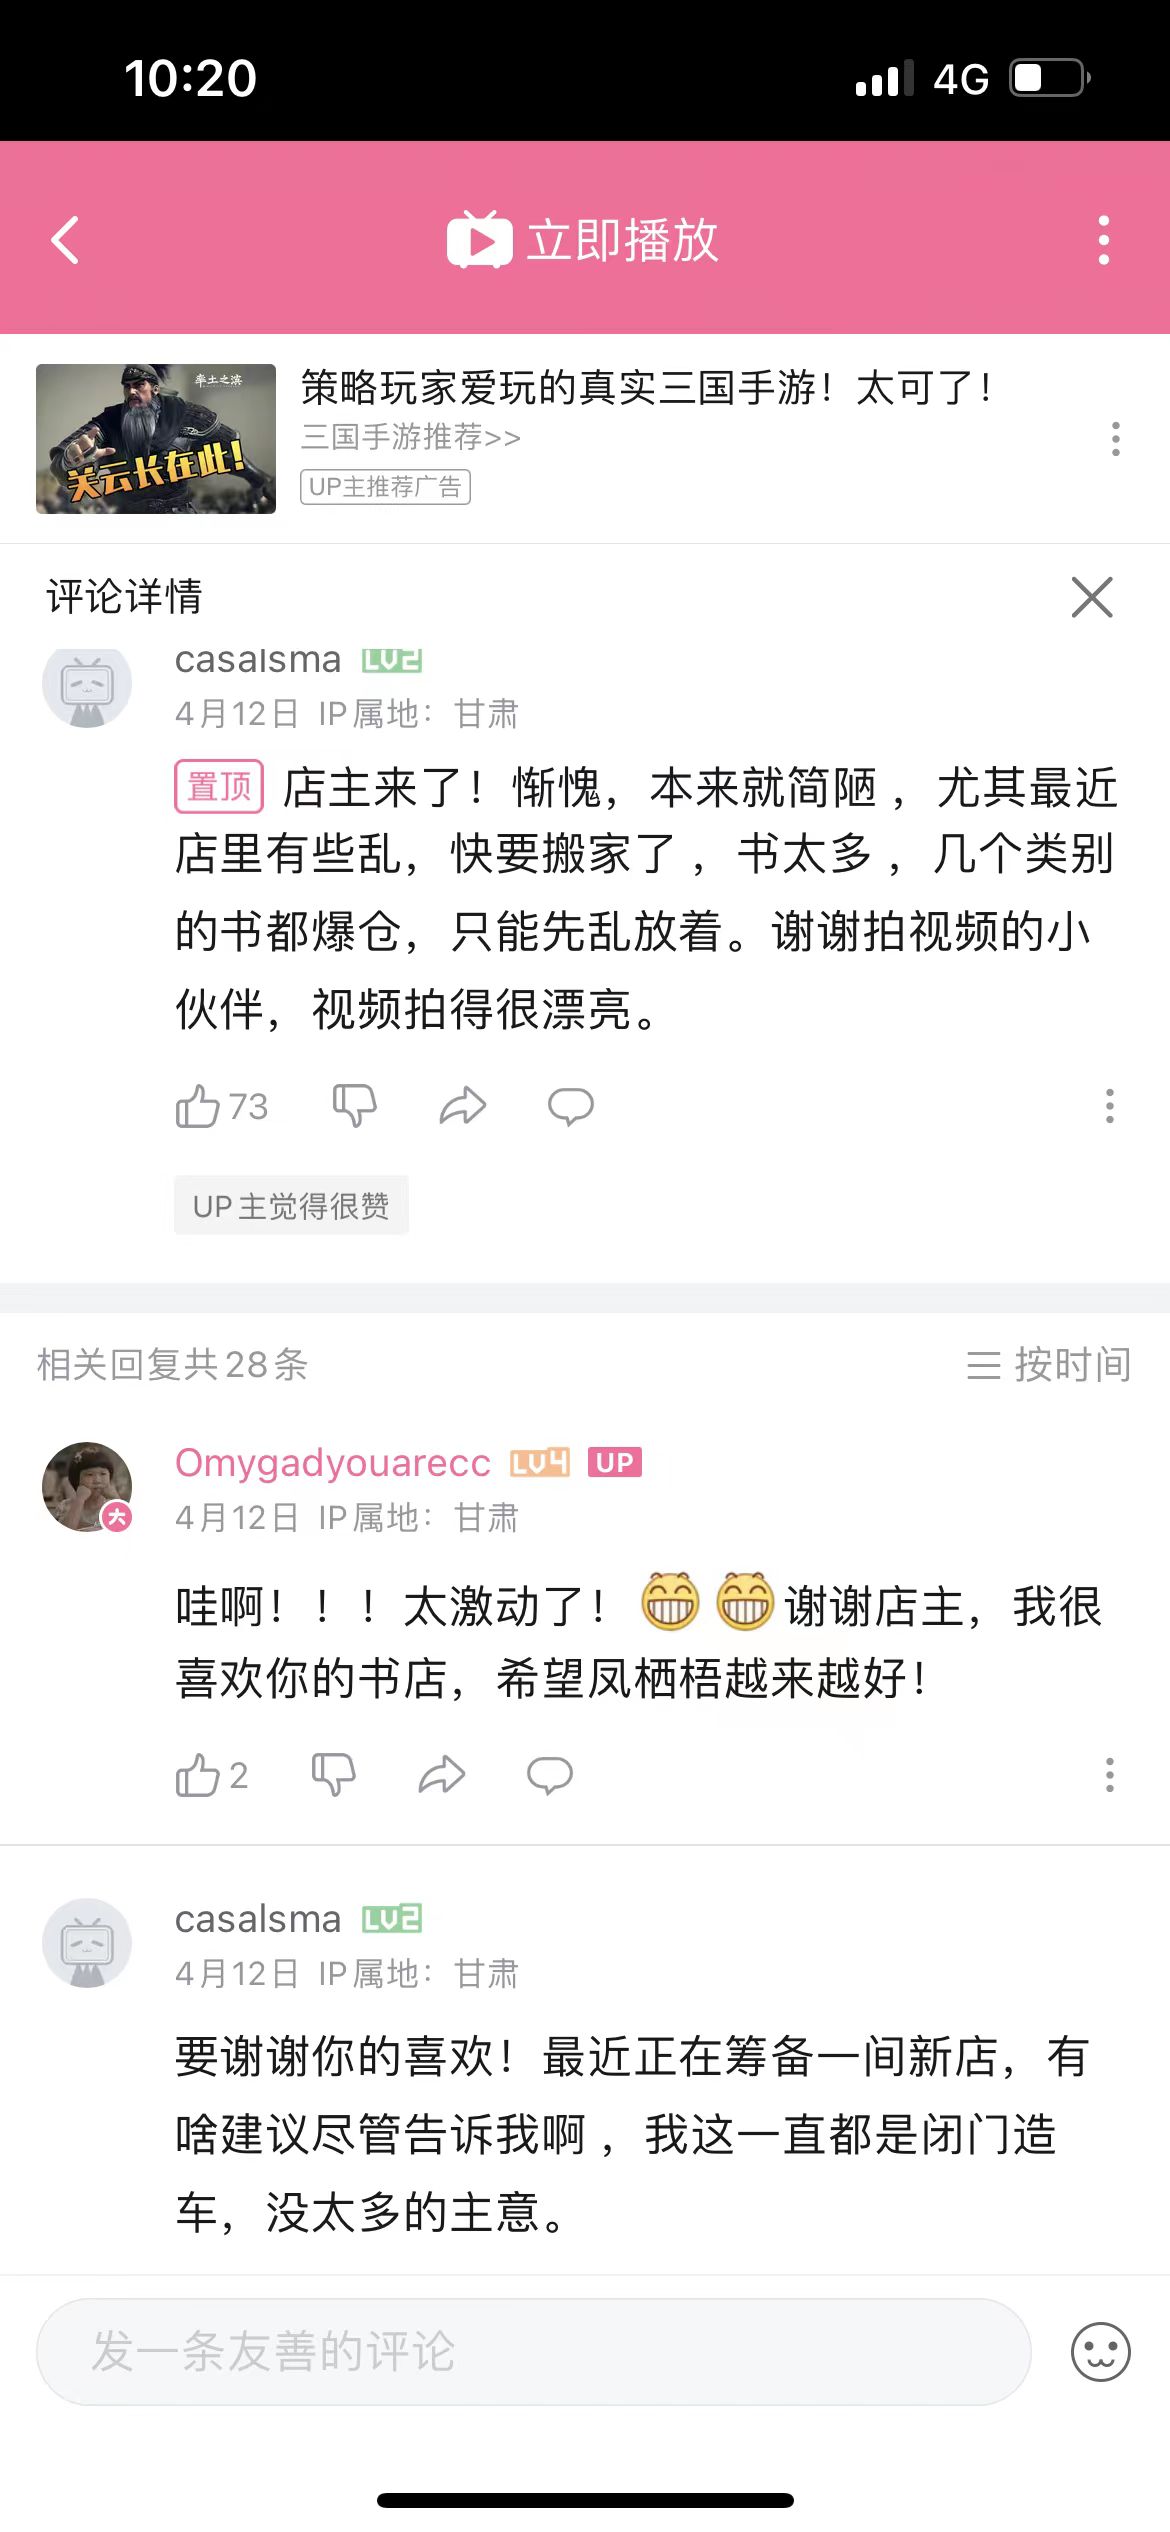 10:20
4G
立即播放
率土之滨
关云长在此!
策略玩家爱玩的真实三国手游！太可了！
三国手游推荐>>
UP主推荐广告
评论详情
casalsma LV2
4月12日 IP属地：甘肃
置顶 店主来了！惭愧，本来就简陋 ，尤其最近
店里有些乱，快要搬家了 ，书太多 ，几个类别
的书都爆仓，只能先乱放着。谢谢拍视频的小
伙伴，视频拍得很漂亮。
73
UP主觉得很赞
相关回复共28条
按时间
Omygadyouarecc LV4 UP
4月12日 IP属地：甘肃
哇啊！！！太激动了！😁😁谢谢店主，我很
喜欢你的书店，希望凤栖梧越来越好！
2
casalsma LV2
4月12日 IP属地：甘肃
要谢谢你的喜欢！最近正在筹备一间新店，有
啥建议尽管告诉我啊 ，我这一直都是闭门造
车，没太多的主意。
发一条友善的评论